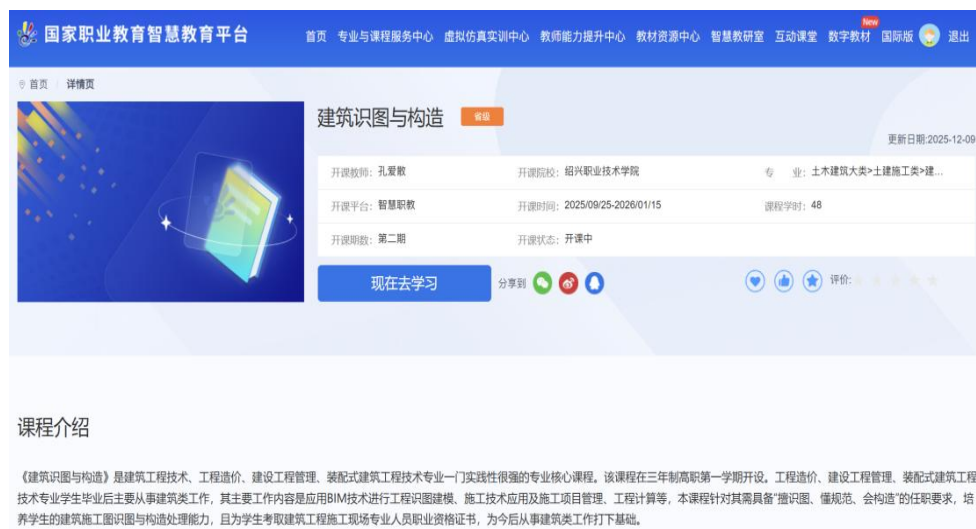 国家职业教育智慧教育平台
首页 专业与课程服务中心 虚拟仿真实训中心 教师能力提升中心 教材资源中心 智慧教研室 互动课堂 数字教材 New 国际版 退出
首页 详情页
建筑识图与构造 省级
更新日期:2025-12-09
开课教师: 孔爱散 开课院校: 绍兴职业技术学院 专 业: 土木建筑大类>土建施工类>建...
开课平台: 智慧职教 开课时间: 2025/09/25-2026/01/15 课程学时: 48
开课期数: 第二期 开课状态: 开课中
现在去学习 分享到 评价:
课程介绍
《建筑识图与构造》是建筑工程技术、工程造价、建设工程管理、装配式建筑工程技术专业一门实践性很强的专业核心课程。该课程在三年制高职第一学期开设。工程造价、建设工程管理、装配式建筑工程
技术专业学生毕业后主要从事建筑类工作，其主要工作内容是应用BIM技术进行工程识图建模、施工技术应用及施工项目管理、工程计算等，本课程针对其需具备“擅识图、懂规范、会构造”的任职要求，培
养学生的建筑施工图识图与构造处理能力，且为学生考取建筑工程施工现场专业人员职业资格证书，为今后从事建筑类工作打下基础。